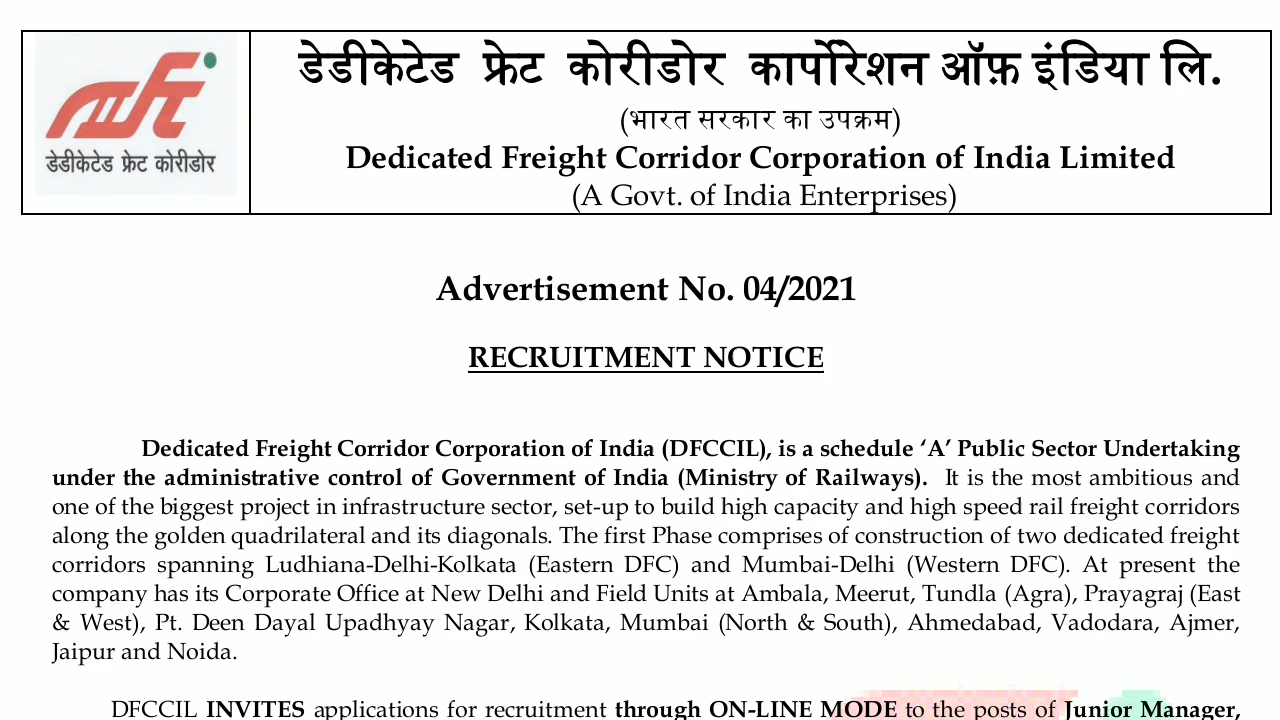 डेडीकेटेड फ्रेट कोरीडोर
डेडीकेटेड फ्रेट कोरीडोर कार्पोरेशन ऑफ़ इंडिया लि.
(भारत सरकार का उपक्रम)
Dedicated Freight Corridor Corporation of India Limited
(A Govt. of India Enterprises)
Advertisement No. 04/2021
RECRUITMENT NOTICE
Dedicated Freight Corridor Corporation of India (DFCCIL), is a schedule ‘A’ Public Sector Undertaking
under the administrative control of Government of India (Ministry of Railways). It is the most ambitious and
one of the biggest project in infrastructure sector, set-up to build high capacity and high speed rail freight corridors
along the golden quadrilateral and its diagonals. The first Phase comprises of construction of two dedicated freight
corridors spanning Ludhiana-Delhi-Kolkata (Eastern DFC) and Mumbai-Delhi (Western DFC). At present the
company has its Corporate Office at New Delhi and Field Units at Ambala, Meerut, Tundla (Agra), Prayagraj (East
& West), Pt. Deen Dayal Upadhyay Nagar, Kolkata, Mumbai (North & South), Ahmedabad, Vadodara, Ajmer,
Jaipur and Noida.
DFCCIL INVITES applications for recruitment through ON-LINE MODE to the posts of Junior Manager,